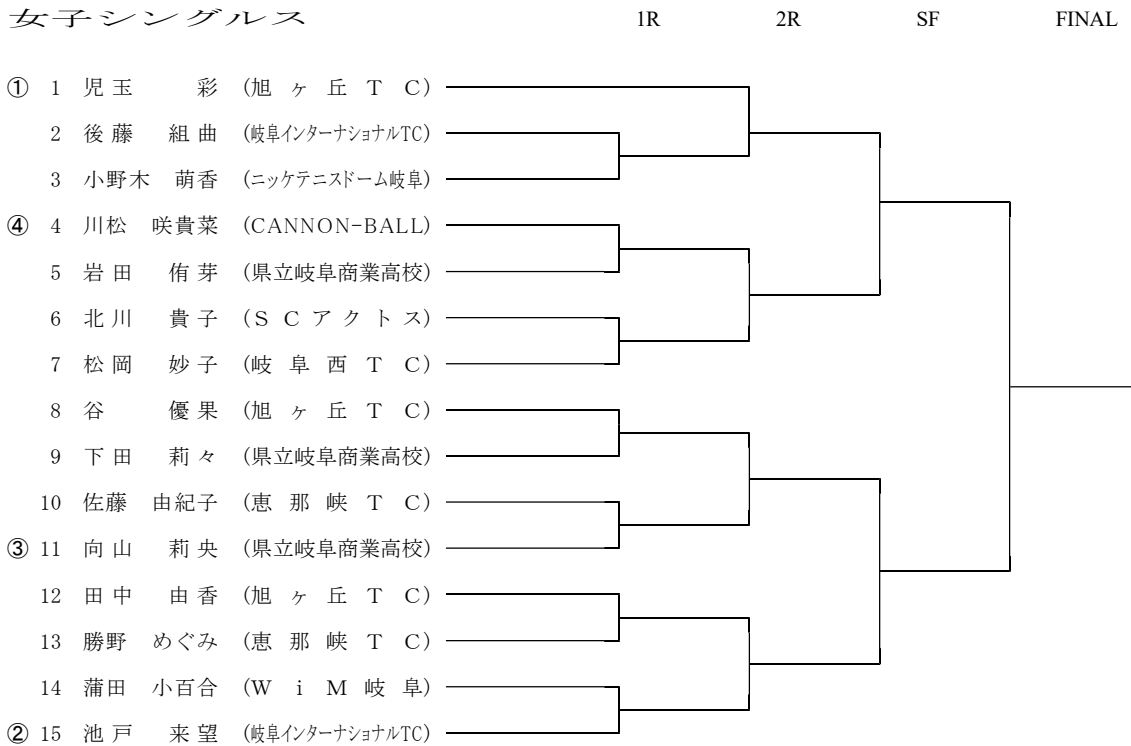 女子シングルス 1R 2R SF FINAL
① 1 児玉 彩 (旭ヶ丘TC)
2 後藤 組曲 (岐阜インターナショナルTC)
3 小野木 萌香 (ニッケテニスドーム岐阜)
④ 4 川松 咲貴菜 (CANNON-BALL)
5 岩田 侑芽 (県立岐阜商業高校)
6 北川 貴子 (SCアクトス)
7 松岡 妙子 (岐阜西TC)
8 谷 優果 (旭ヶ丘TC)
9 下田 莉々 (県立岐阜商業高校)
10 佐藤 由紀子 (恵那峡TC)
③ 11 向山 莉央 (県立岐阜商業高校)
12 田中 由香 (旭ヶ丘TC)
13 勝野 めぐみ (恵那峡TC)
14 蒲田 小百合 (WiM岐阜)
② 15 池戸 来望 (岐阜インターナショナルTC)